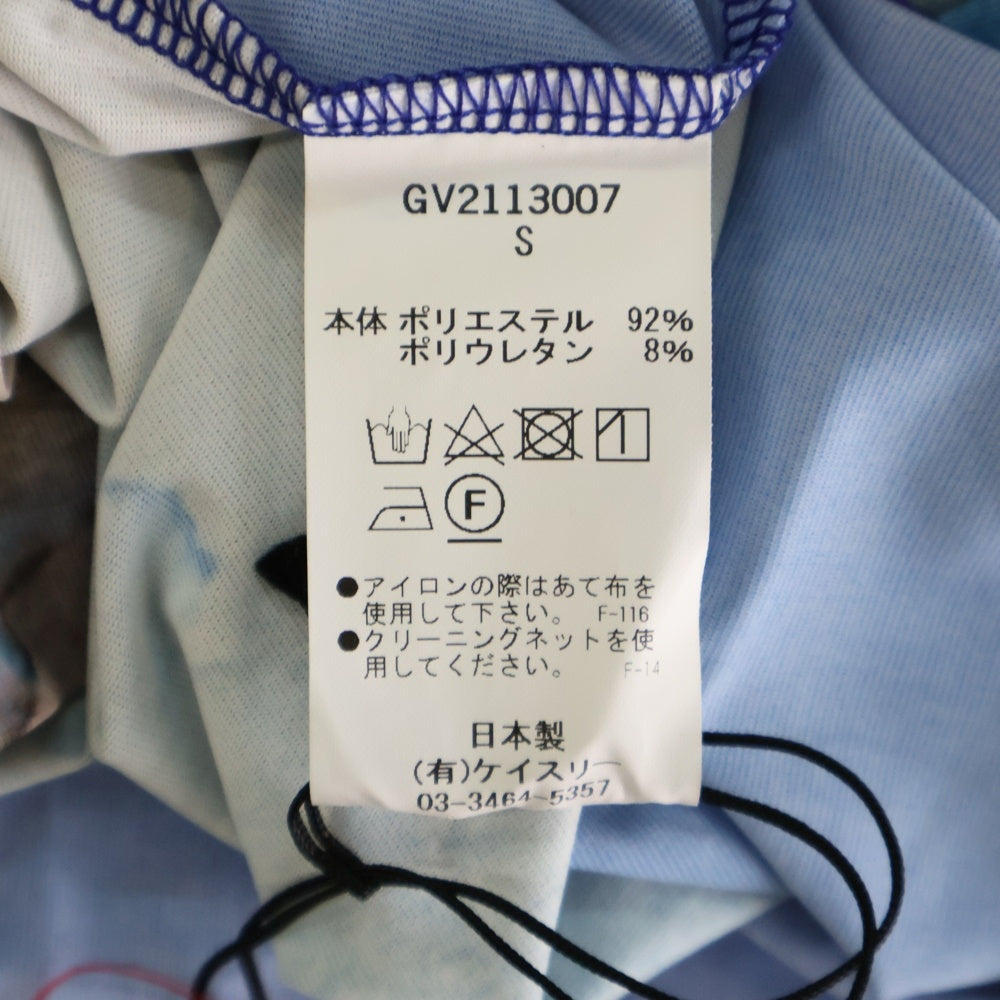 GV2113007
S
本体 ポリエステル 92%
ポリウレタン 8%
F
●アイロンの際はあて布を
使用して下さい。 F-116
●クリーニングネットを使
用してください。 F-14
日本製
(有)ケイスリー
03-3464-5357